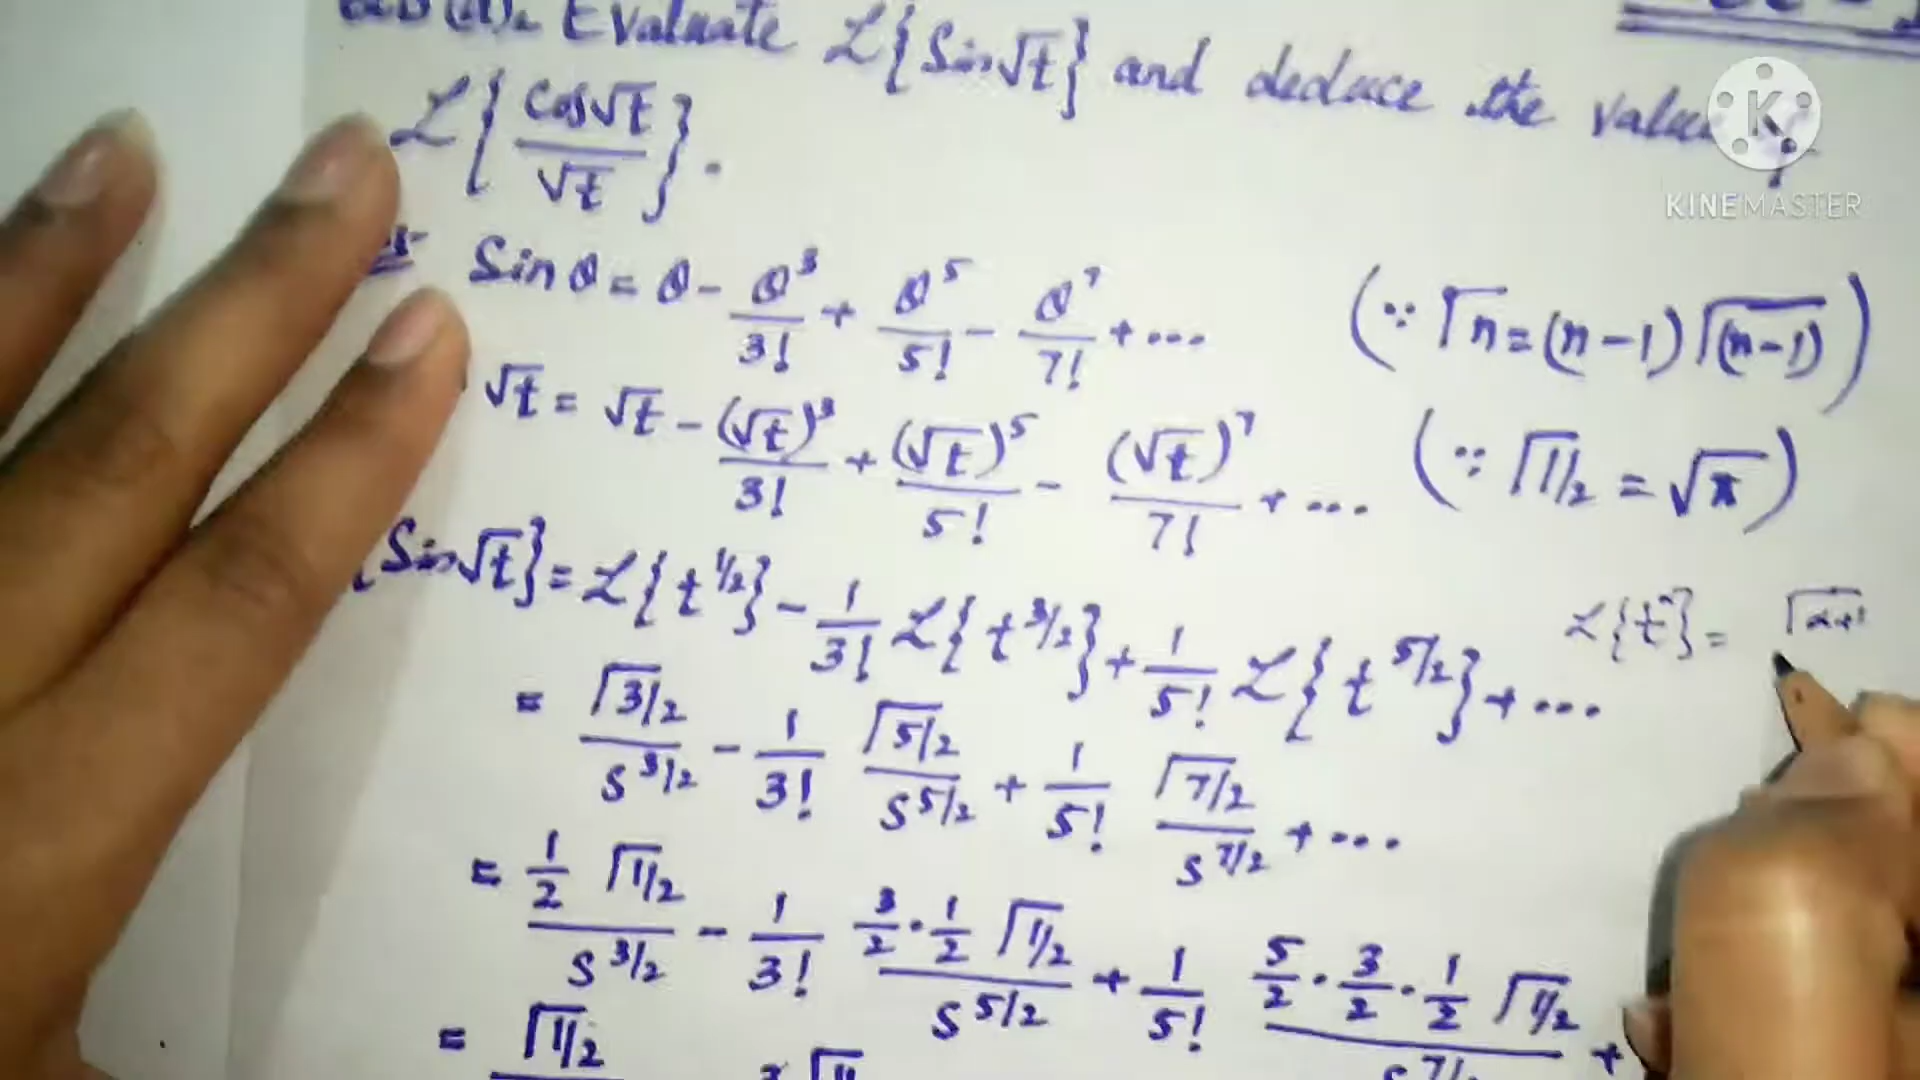 Evaluate ℒ{Sin√t} and deduce the value of
ℒ{Cos√t/√t}.
Sin θ = θ - θ³/3! + θ⁵/5! - θ⁷/7! + ... (∵ Γn = (n-1) Γ(n-1))
√t = √t - (√t)³/3! + (√t)⁵/5! - (√t)⁷/7! + ... (∵ Γ1/2 = √π)
{Sin√t} = ℒ{t^1/2} - 1/3! ℒ{t^3/2} + 1/5! ℒ{t^5/2} + ...
ℒ{tⁿ} =
= Γ3/2 / s^3/2 - 1/3! Γ5/2 / s^5/2 + 1/5! Γ7/2 / s^7/2 + ...
= 1/2 Γ1/2 / s^3/2 - 1/3! 3/2 · 1/2 Γ1/2 / s^5/2 + 1/5! 5/2 · 3/2 · 1/2 Γ1/2 / s^7/2 +
= Γ1/2
KINEMASTER